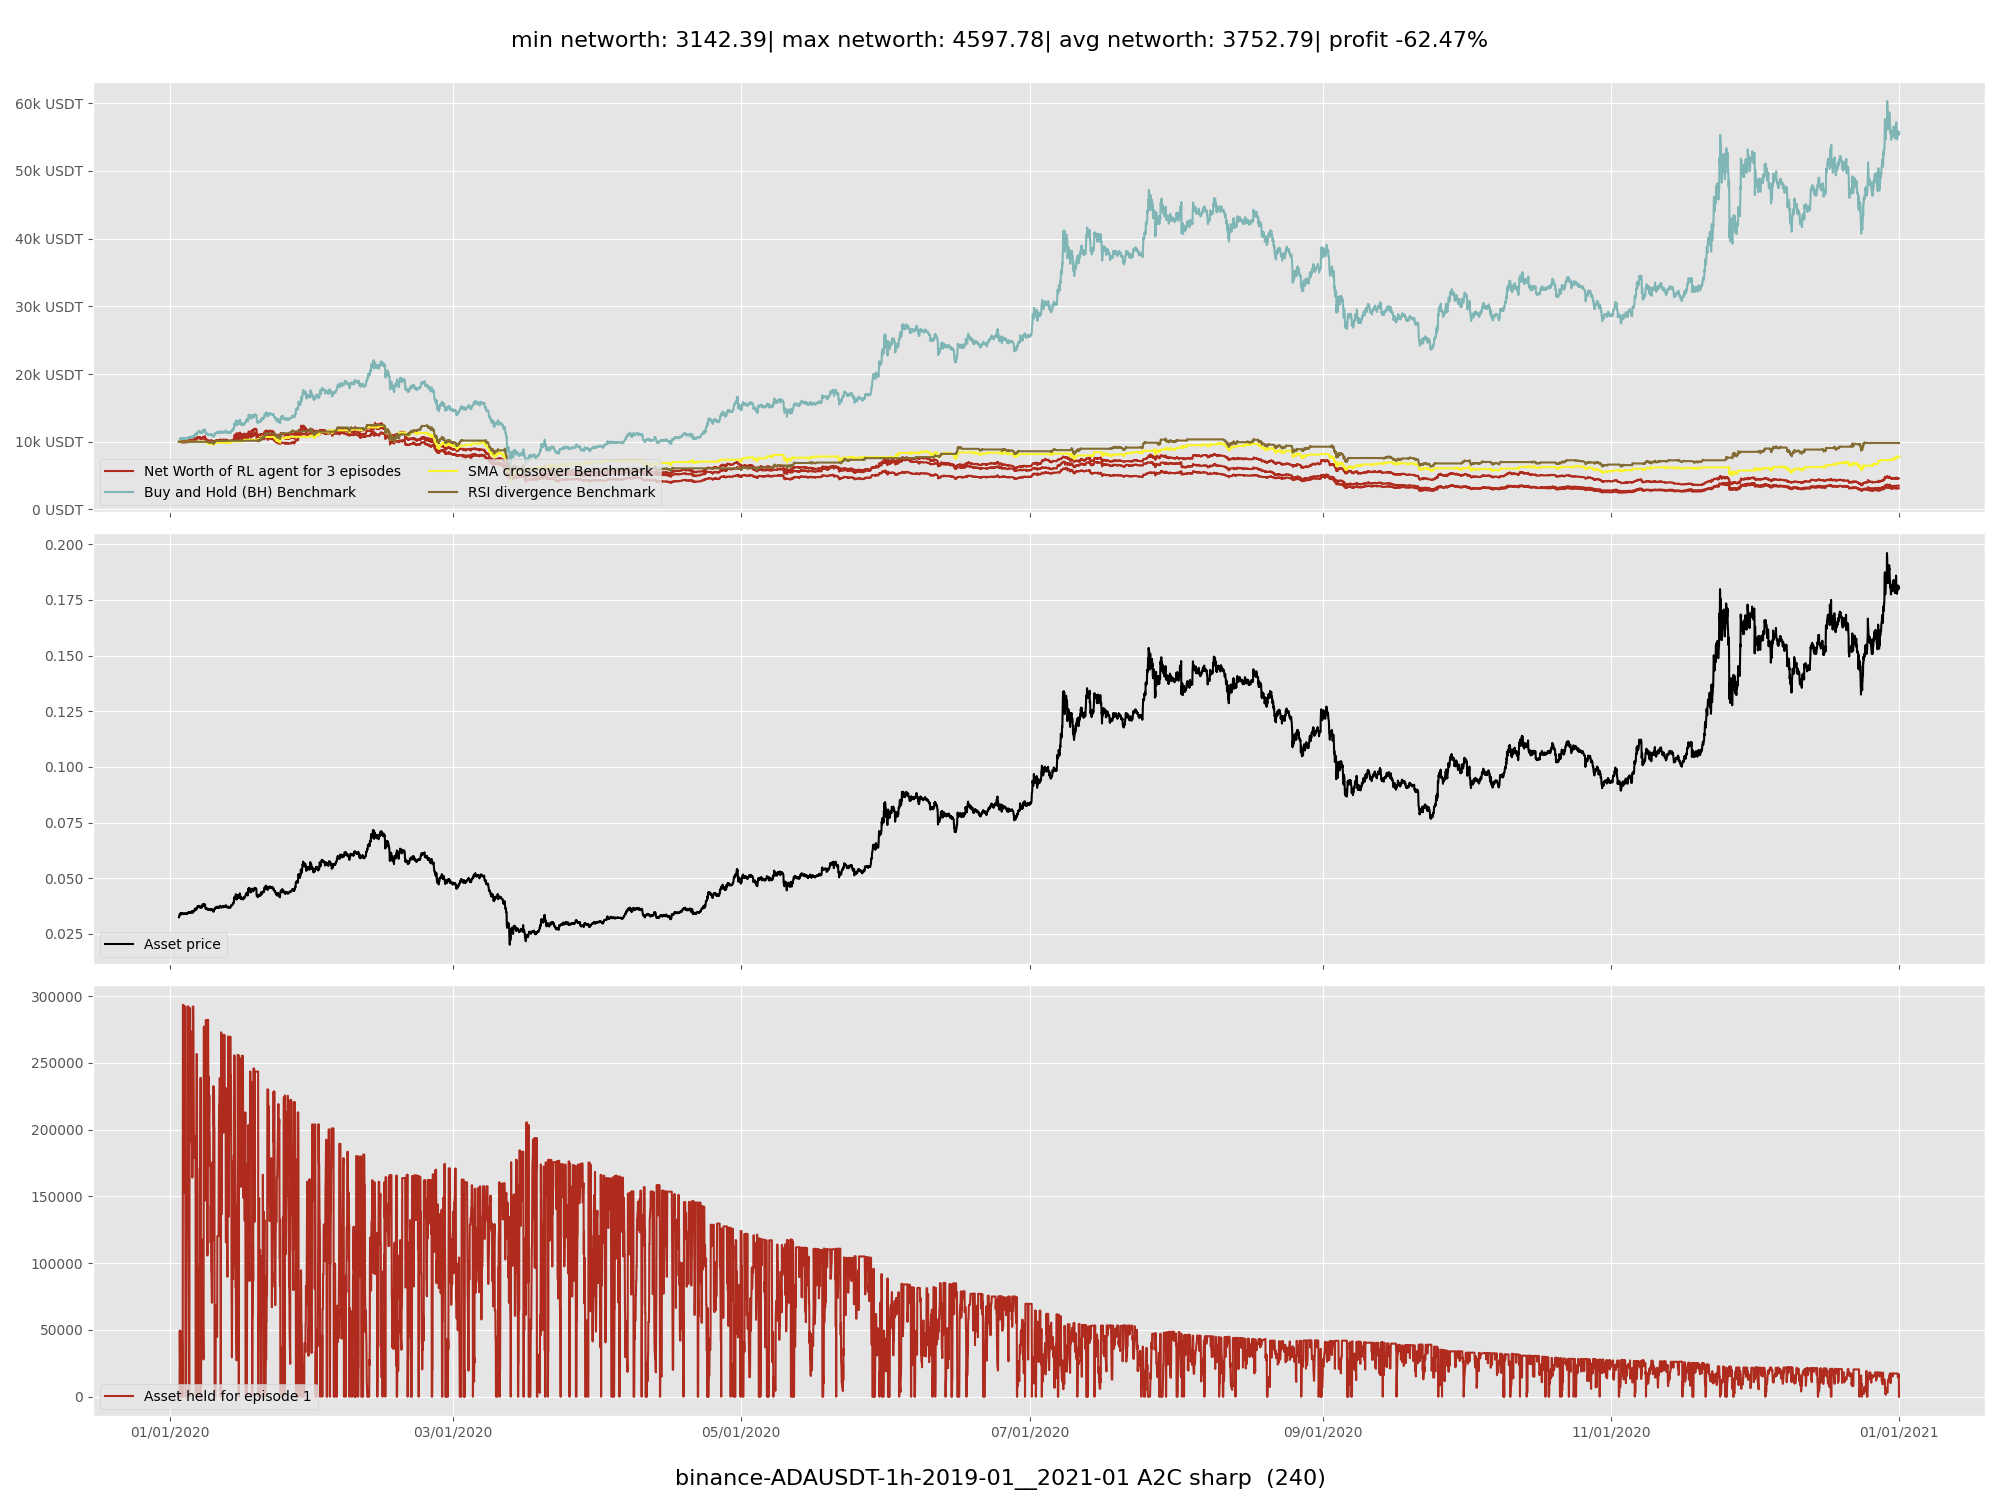 min networth: 3142.39| max networth: 4597.78| avg networth: 3752.79| profit -62.47%
60k USDT
50k USDT
40k USDT
30k USDT
20k USDT
10k USDT
0 USDT
Net Worth of RL agent for 3 episodes
Buy and Hold (BH) Benchmark
SMA crossover Benchmark
RSI divergence Benchmark
0.200
0.175
0.150
0.125
0.100
0.075
0.050
0.025
Asset price
300000
250000
200000
150000
100000
50000
0
Asset held for episode 1
01/01/2020 03/01/2020 05/01/2020 07/01/2020 09/01/2020 11/01/2020 01/01/2021
binance-ADAUSDT-1h-2019-01__2021-01 A2C sharp (240)